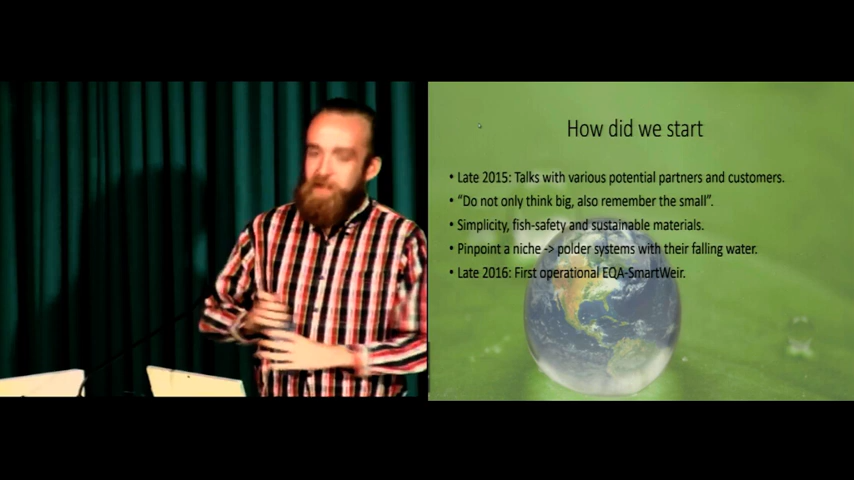 How did we start
• Late 2015: Talks with various potential partners and customers.
• “Do not only think big, also remember the small”.
• Simplicity, fish-safety and sustainable materials.
• Pinpoint a niche -> polder systems with their falling water.
• Late 2016: First operational EQA-SmartWeir.